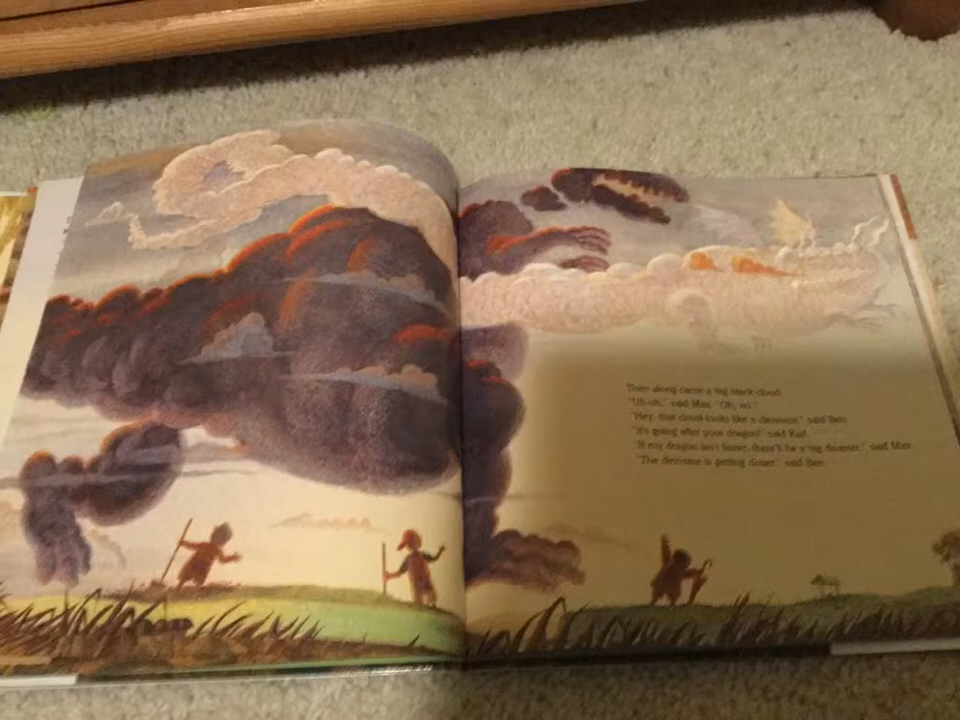 Then along came a big black cloud.
"Uh-oh," said Max. "Oh, no."
"Hey, that cloud looks like a dinosaur," said Ben.
"It's going after your dragon!" said
"If my dragon isn't faster, there'll be a big disaster," said Max.
"The dinosaur is getting closer," said Ben.